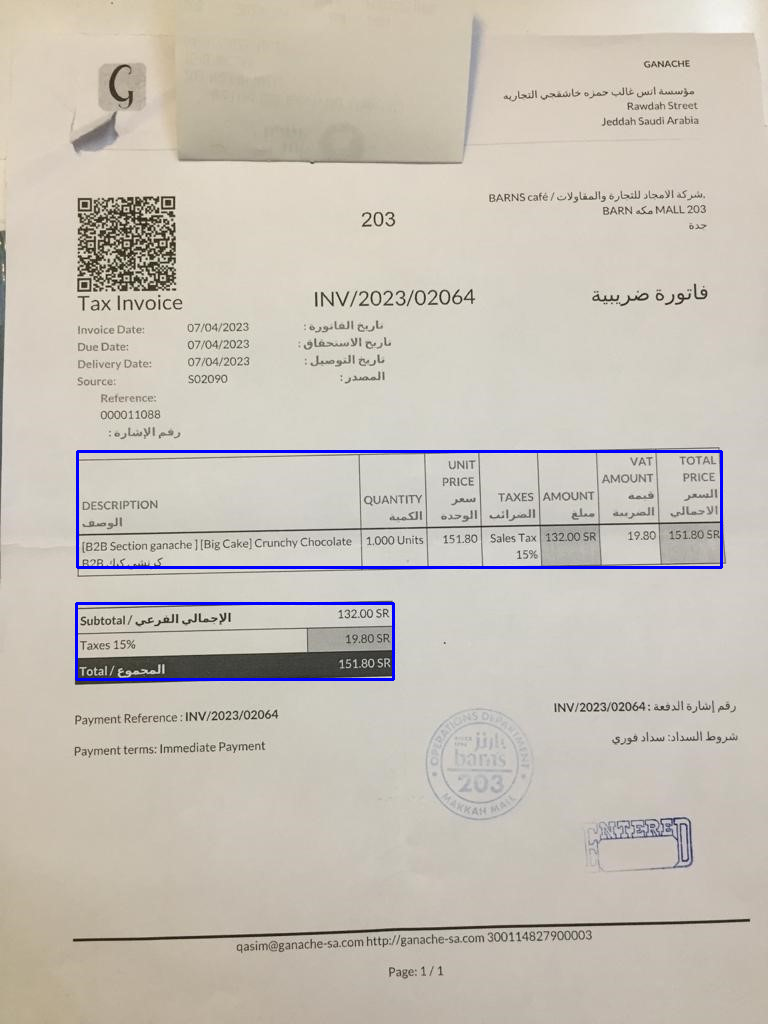 G
GANACHE
مؤسسة انس غالب حمزه خاشقجي التجاريه
Rawdah Street
Jeddah Saudi Arabia
BARNS café / شركة الامجاد للتجارة والمقاولات,
BARN مكه MALL 203
جدة
203
Tax Invoice
INV/2023/02064
فاتورة ضريبية
Invoice Date: 07/04/2023 تاريخ الفاتورة :
Due Date: 07/04/2023 تاريخ الاستحقاق :
Delivery Date: 07/04/2023 تاريخ التوصيل :
Source: S02090 المصدر :
Reference:
000011088
رقم الإشارة :
DESCRIPTION الوصف
QUANTITY الكمية
UNIT PRICE سعر الوحدة
TAXES الضرائب
AMOUNT مبلغ
VAT AMOUNT قيمه الضريبة
TOTAL PRICE السعر الاجمالي
[B2B Section ganache ] [Big Cake] Crunchy Chocolate 1.000 Units 151.80 Sales Tax 15% 132.00 SR 19.80 151.80 SR
B2B كرنشي كيك
Subtotal / الإجمالي الفرعي 132.00 SR
Taxes 15% 19.80 SR
Total / المجموع 151.80 SR
Payment Reference : INV/2023/02064
رقم إشارة الدفعة : INV/2023/02064
Payment terms: Immediate Payment
شروط السداد: سداد فوري
OPERATIONS DEPARTMENT
بارنز
barns
203
MAKKAH MALL
ENTERED
qasim@ganache-sa.com http://ganache-sa.com 300114827900003
Page: 1 / 1